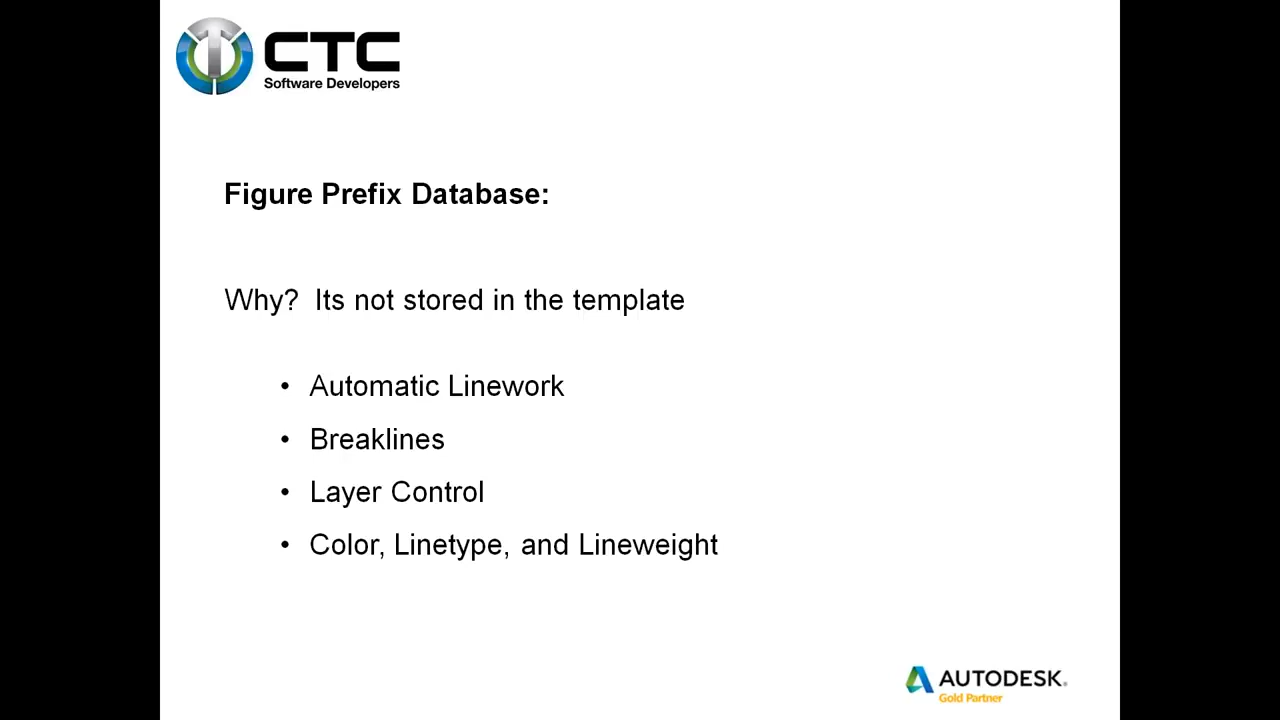 CTC
Software Developers
Figure Prefix Database:
Why? Its not stored in the template
• Automatic Linework
• Breaklines
• Layer Control
• Color, Linetype, and Lineweight
AUTODESK®
Gold Partner